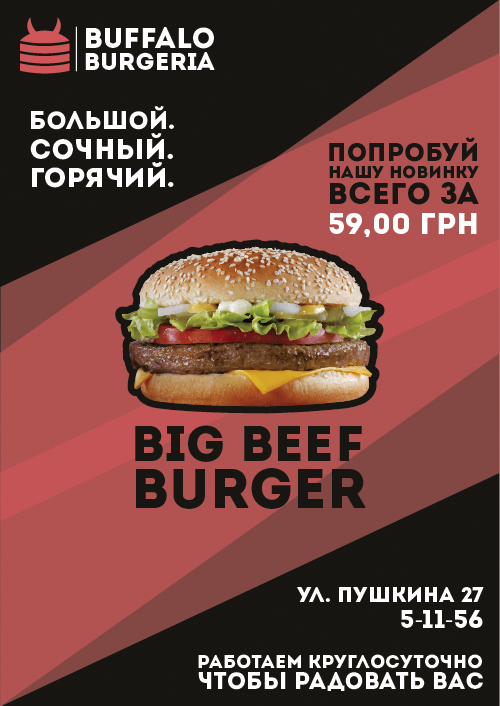 BUFFALO
BURGERIA
БОЛЬШОЙ.
СОЧНЫЙ.
ГОРЯЧИЙ.
ПОПРОБУЙ
НАШУ НОВИНКУ
ВСЕГО ЗА
59,00 ГРН
BIG BEEF
BURGER
УЛ. ПУШКИНА 27
5-11-56
РАБОТАЕМ КРУГЛОСУТОЧНО
ЧТОБЫ РАДОВАТЬ ВАС